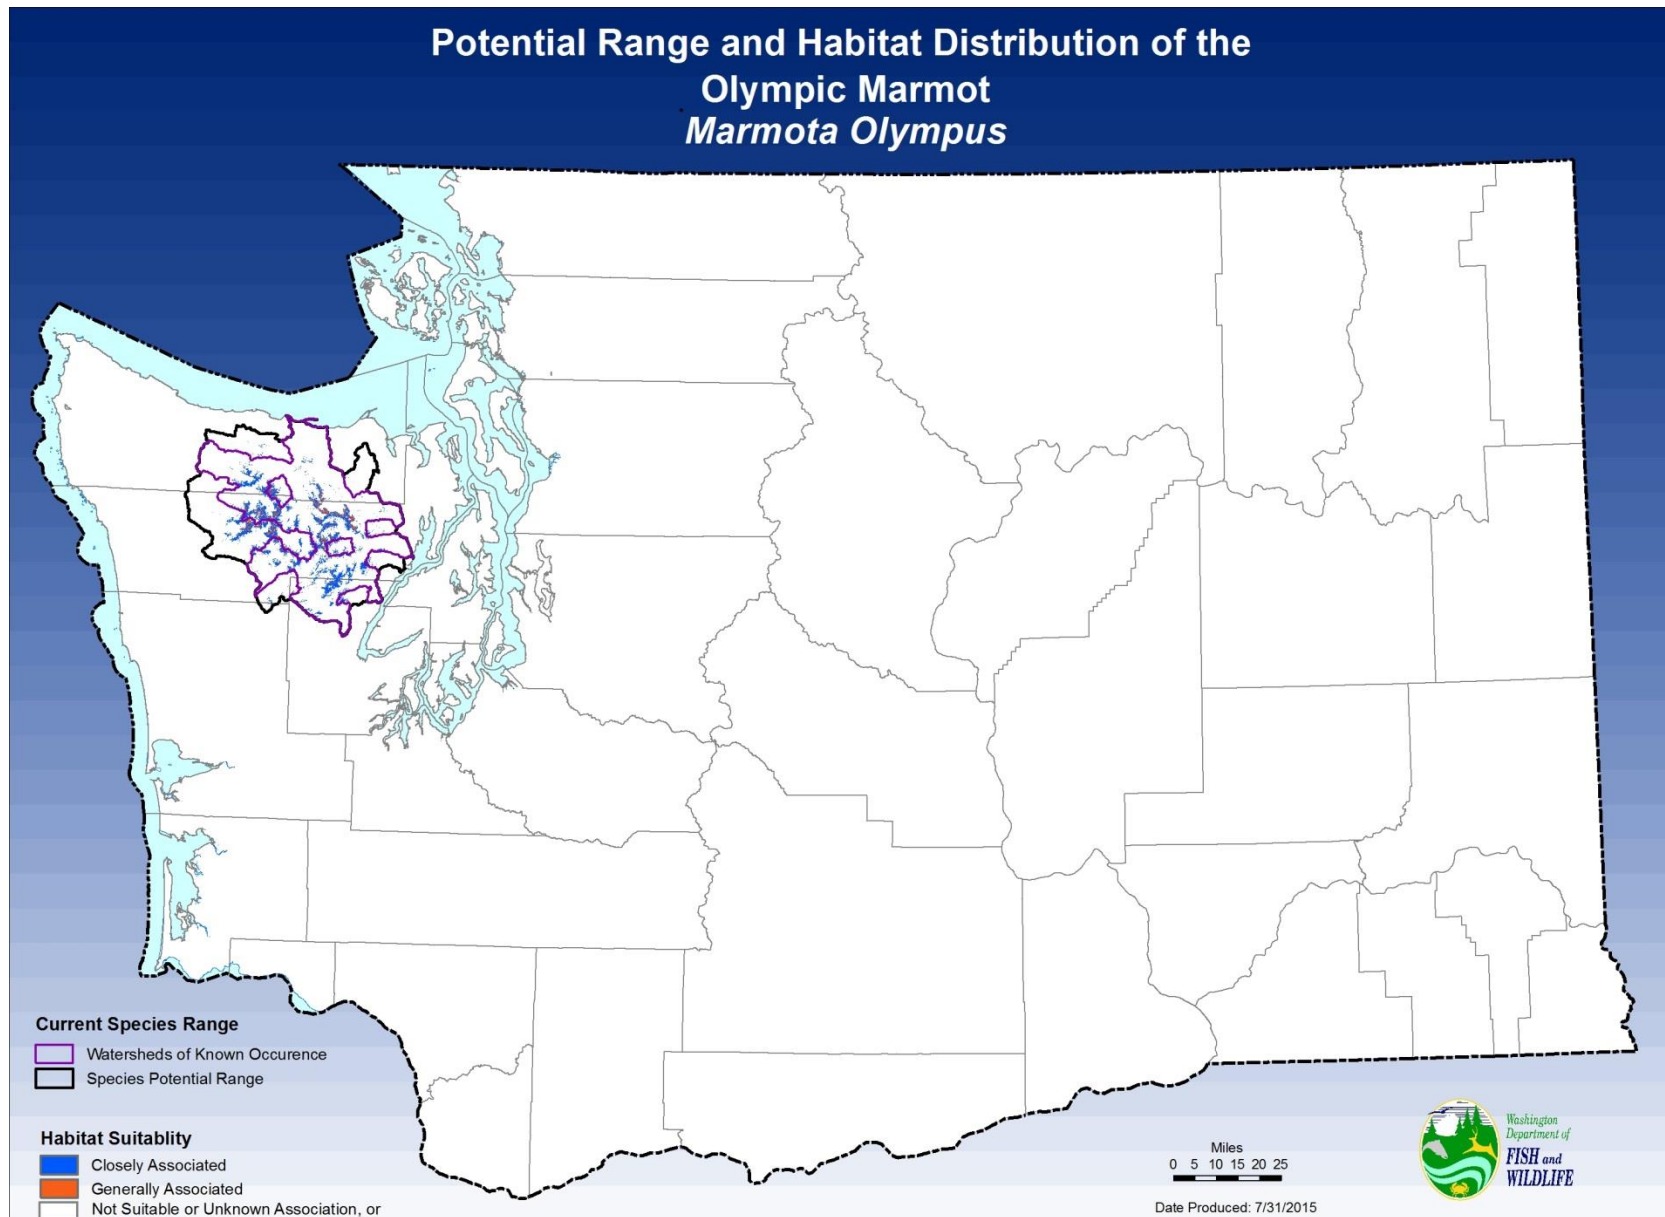 Potential Range and Habitat Distribution of the
Olympic Marmot
Marmota Olympus
Current Species Range
Watersheds of Known Occurence
Species Potential Range
Habitat Suitablity
Closely Associated
Generally Associated
Not Suitable or Unknown Association, or
Miles
0 5 10 15 20 25
Date Produced: 7/31/2015
Washington
Department of
FISH and
WILDLIFE